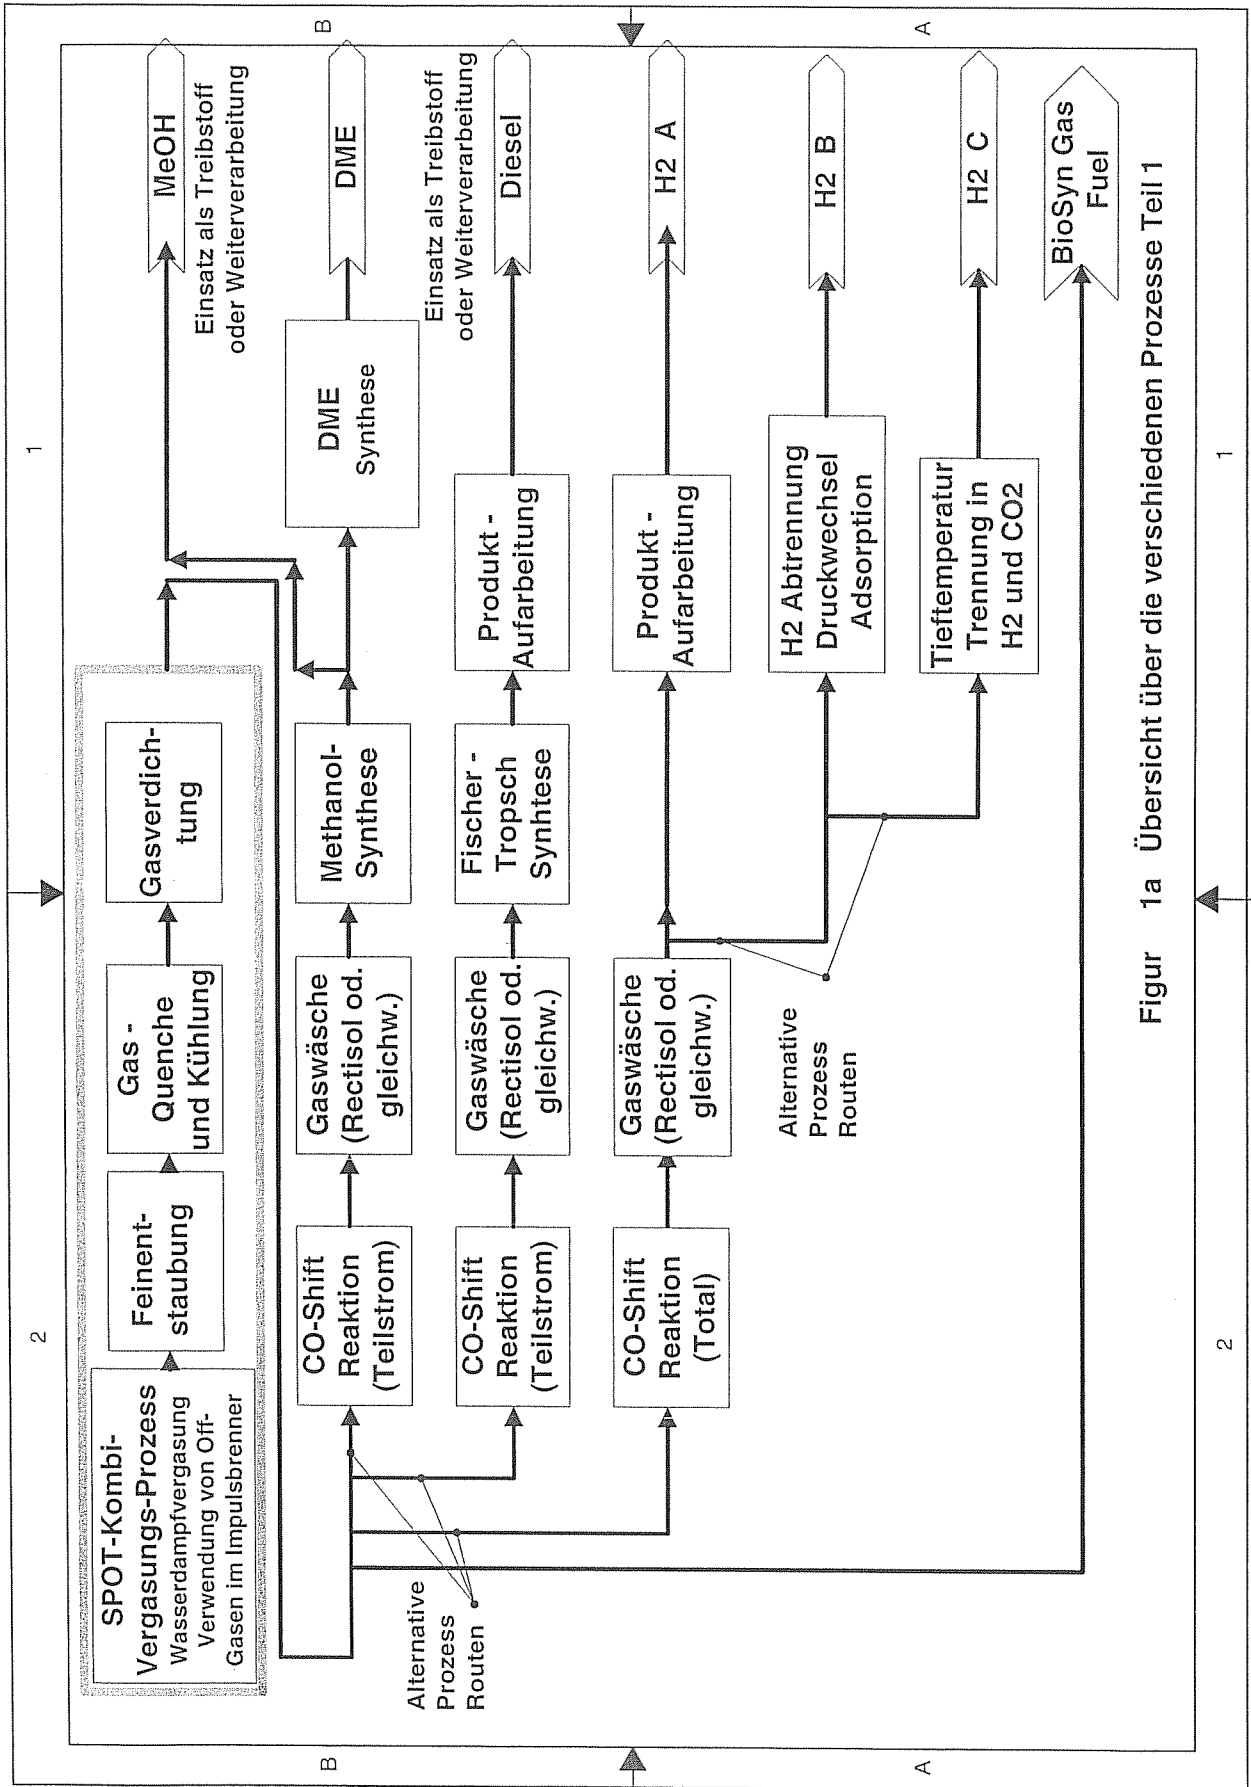 2
1
B
B
SPOT-Kombi-
Vergasungs-Prozess
Wasserdampfvergasung
Verwendung von Off-
Gasen im Impulsbrenner
Feinent-
staubung
Gas -
Quenche
und Kühlung
Gasverdich-
tung
MeOH
Einsatz als Treibstoff
oder Weiterverarbeitung
CO-Shift
Reaktion
(Teilstrom)
Gaswäsche
(Rectisol od.
gleichw.)
Methanol-
Synthese
DME
Synthese
DME
Alternative
Prozess
Routen
CO-Shift
Reaktion
(Teilstrom)
Gaswäsche
(Rectisol od.
gleichw.)
Fischer -
Tropsch
Synhtese
Produkt -
Aufarbeitung
Einsatz als Treibstoff
oder Weiterverarbeitung
Diesel
CO-Shift
Reaktion
(Total)
Gaswäsche
(Rectisol od.
gleichw.)
Produkt -
Aufarbeitung
H2 A
Alternative
Prozess
Routen
H2 Abtrennung
Druckwechsel
Adsorption
H2 B
Tieftemperatur
Trennung in
H2 und CO2
H2 C
BioSyn Gas
Fuel
A
A
Figur 1a Übersicht über die verschiedenen Prozesse Teil 1
2
1